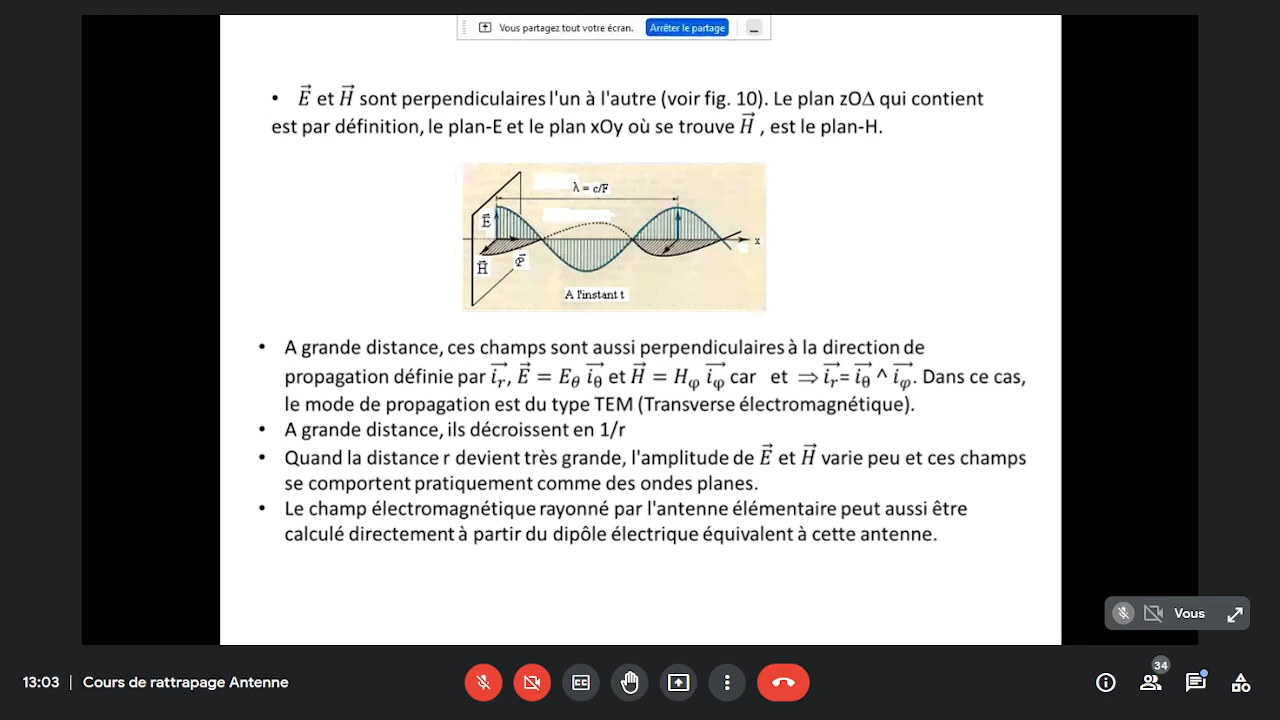 Vous partagez tout votre écran. Arrêter le partage
• E⃗ et H⃗ sont perpendiculaires l'un à l'autre (voir fig. 10). Le plan zOΔ qui contient
est par définition, le plan-E et le plan xOy où se trouve H⃗ , est le plan-H.
λ = c/F
E⃗
x
H⃗
𝒫⃗
A l'instant t
• A grande distance, ces champs sont aussi perpendiculaires à la direction de
propagation définie par i⃗r, E⃗ = Eθ i⃗θ et H⃗ = Hφ i⃗φ car et ⇒ i⃗r= i⃗θ ^ i⃗φ. Dans ce cas,
le mode de propagation est du type TEM (Transverse électromagnétique).
• A grande distance, ils décroissent en 1/r
• Quand la distance r devient très grande, l'amplitude de E⃗ et H⃗ varie peu et ces champs
se comportent pratiquement comme des ondes planes.
• Le champ électromagnétique rayonné par l'antenne élémentaire peut aussi être
calculé directement à partir du dipôle électrique équivalent à cette antenne.
Vous
13:03 | Cours de rattrapage Antenne
34